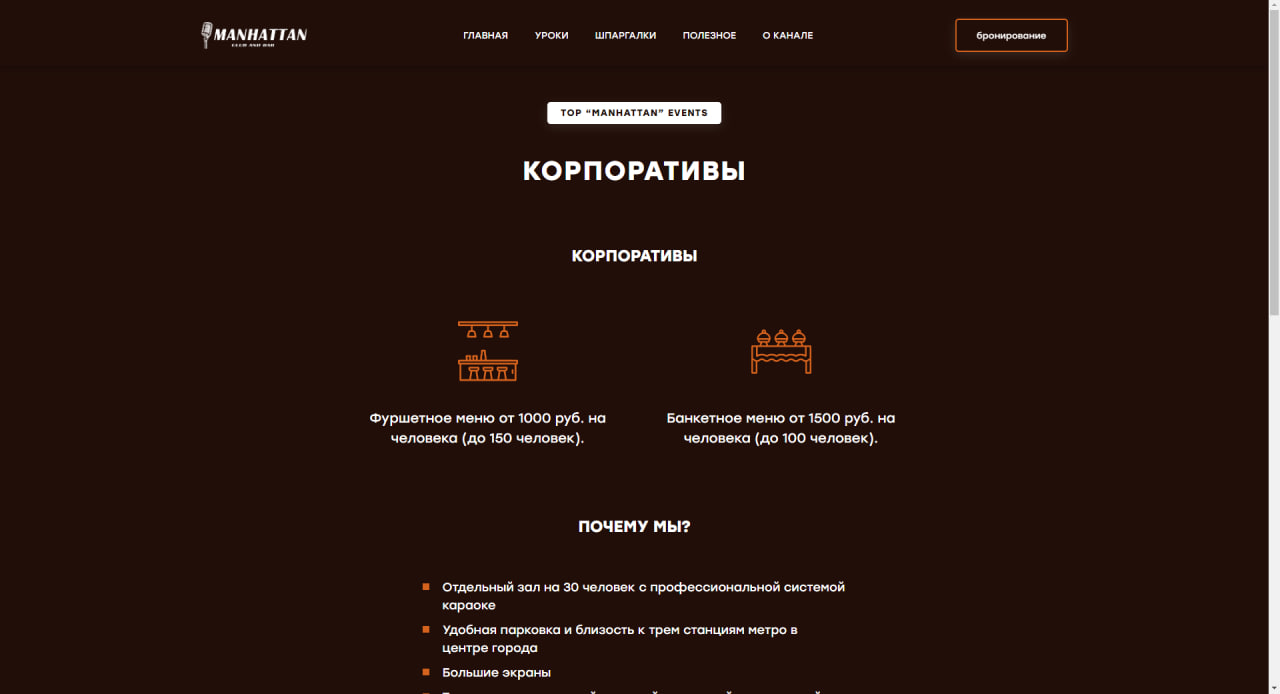 MANHATTAN
CLUB AND BAR
ГЛАВНАЯ УРОКИ ШПАРГАЛКИ ПОЛЕЗНОЕ О КАНАЛЕ
бронирование
TOP “MANHATTAN” EVENTS
КОРПОРАТИВЫ
КОРПОРАТИВЫ
Фуршетное меню от 1000 руб. на
человека (до 150 человек).
Банкетное меню от 1500 руб. на
человека (до 100 человек).
ПОЧЕМУ МЫ?
Отдельный зал на 30 человек с профессиональной системой
караоке
Удобная парковка и близость к трем станциям метро в
центре города
Большие экраны